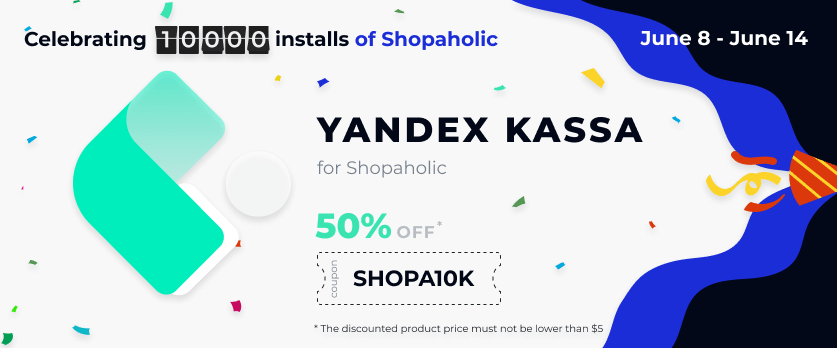 Celebrating 10000 installs of Shopaholic
June 8 - June 14
YANDEX KASSA
for Shopaholic
50% OFF*
coupon SHOPA10K
* The discounted product price must not be lower than $5